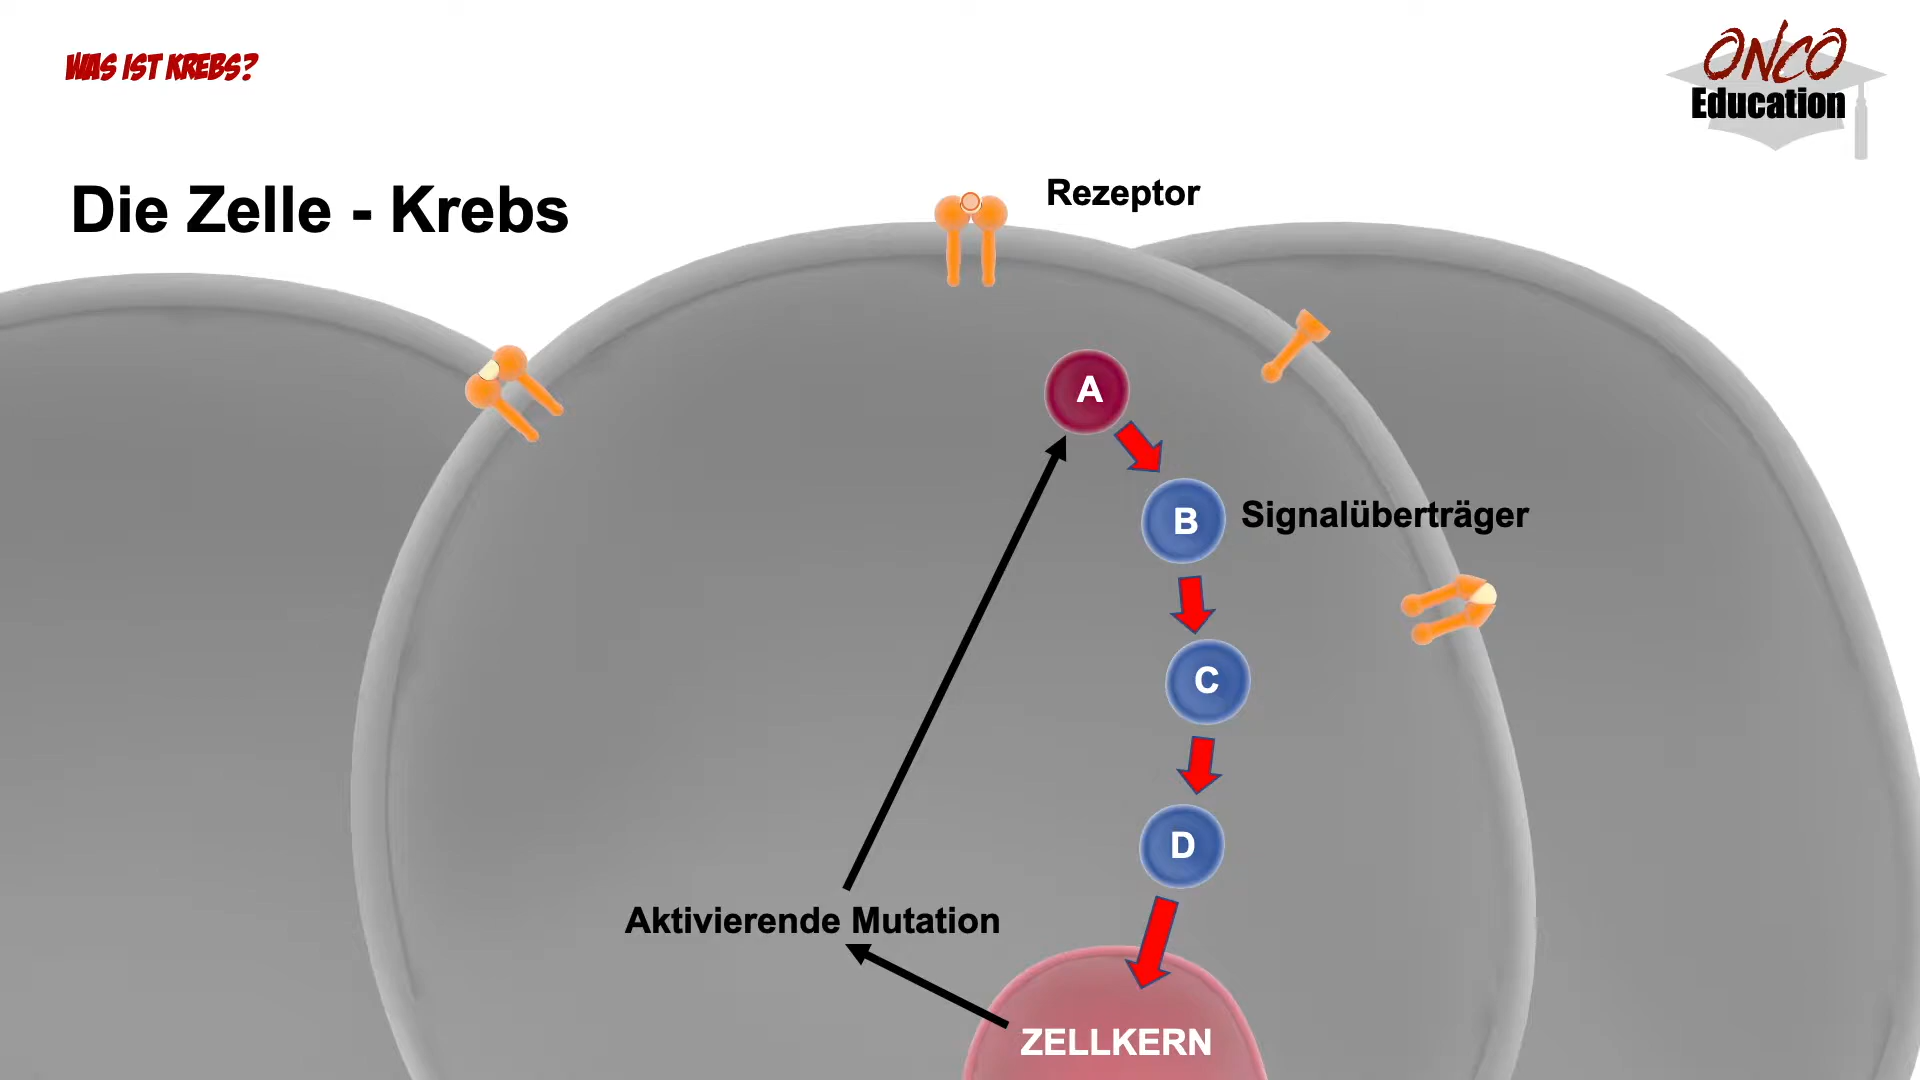 WAS IST KREBS?
ONCO
Education
Die Zelle - Krebs
Rezeptor
A
B
Signalüberträger
C
D
Aktivierende Mutation
ZELLKERN